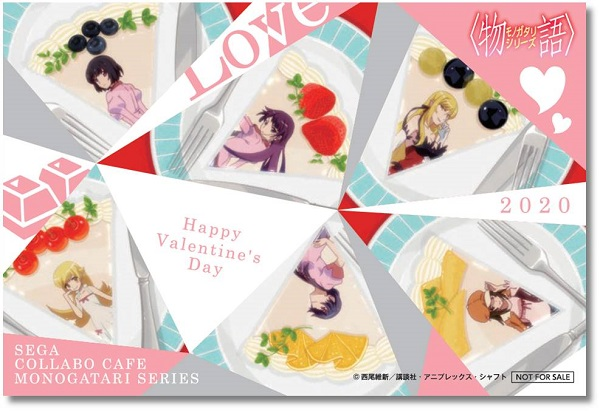 Love
〈物語〉
モノガタリ
シリーズ
2020
Happy
Valentine's
Day
SEGA
COLLABO CAFE
MONOGATARI SERIES
© 西尾維新／講談社・アニプレックス・シャフト NOT FOR SALE